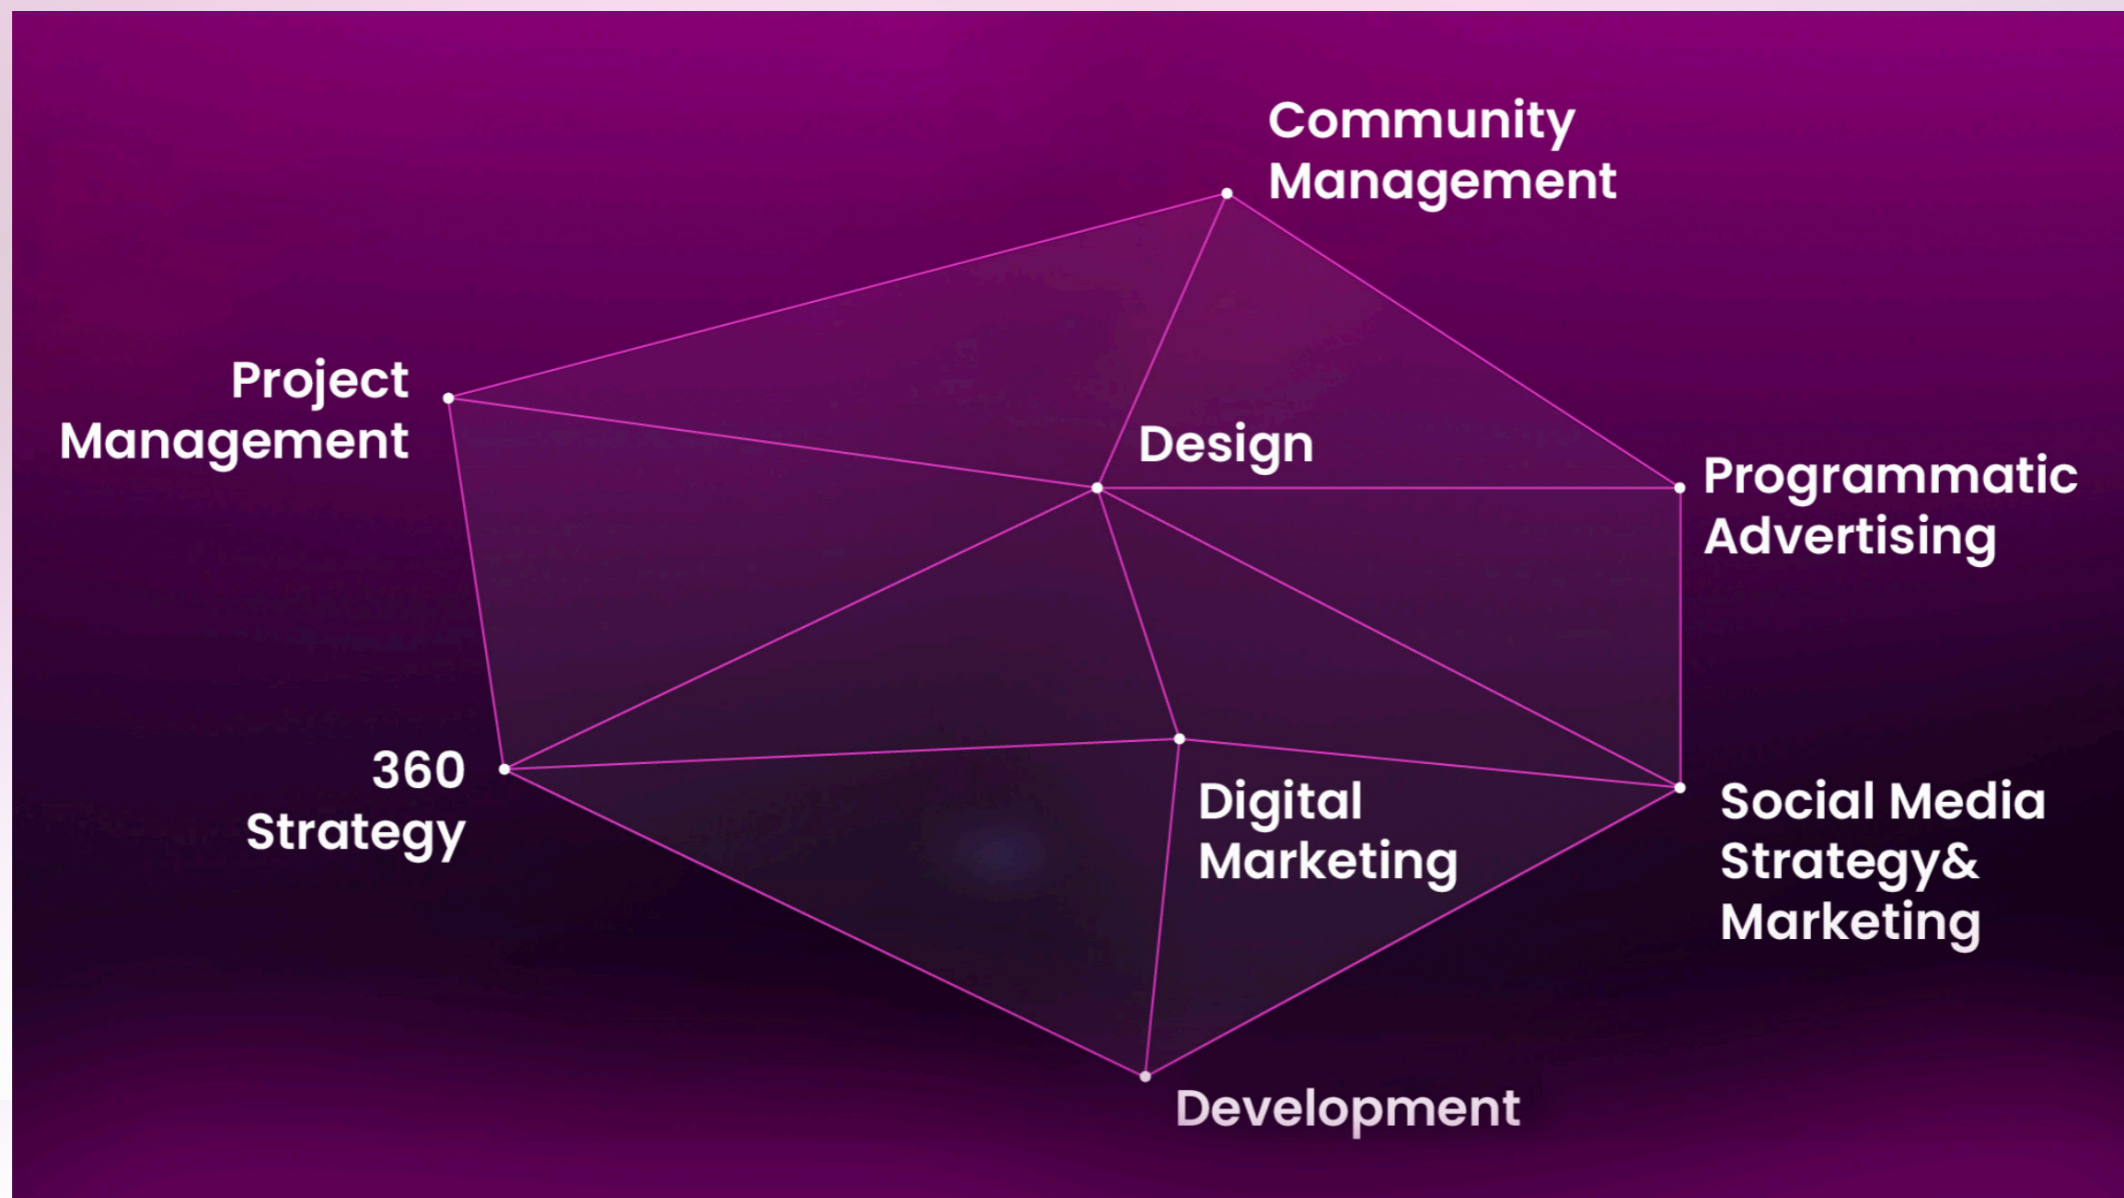 Community
Management
Project
Management
Design
Programmatic
Advertising
360
Strategy
Digital
Marketing
Social Media
Strategy&
Marketing
Development